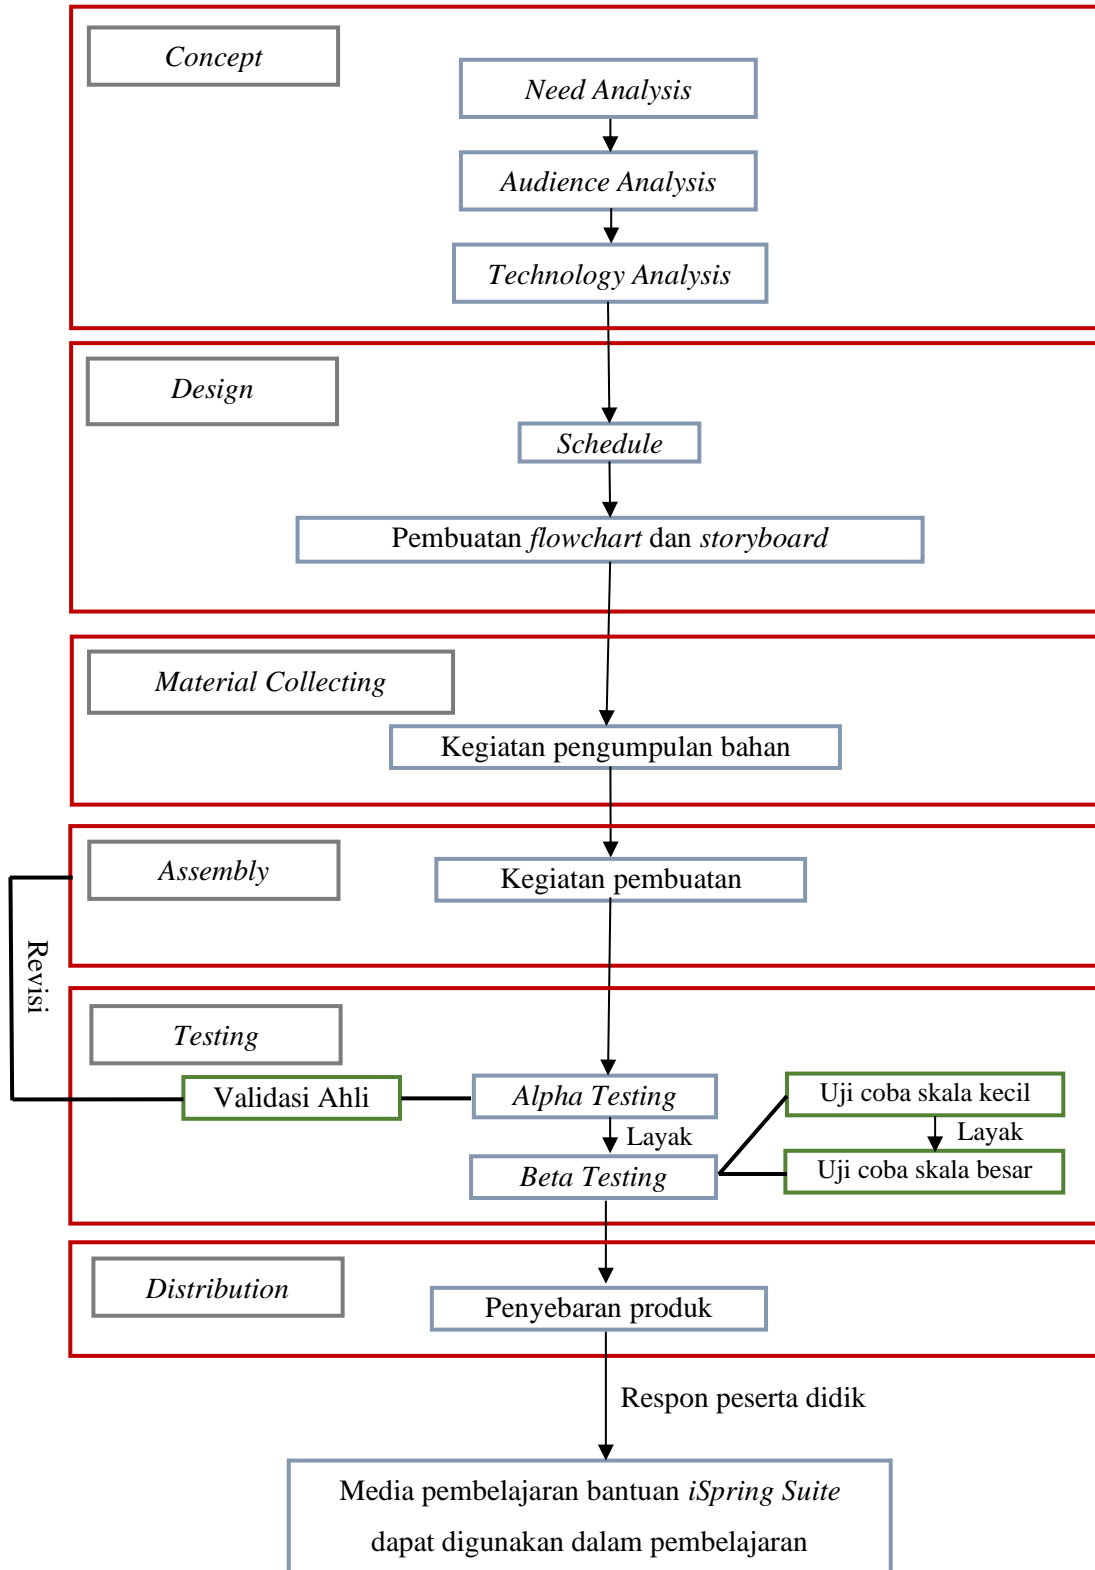 Concept
Need Analysis
Audience Analysis
Technology Analysis
Design
Schedule
Pembuatan flowchart dan storyboard
Material Collecting
Kegiatan pengumpulan bahan
Assembly
Kegiatan pembuatan
Revisi
Testing
Validasi Ahli
Alpha Testing
Uji coba skala kecil
Layak
Layak
Beta Testing
Uji coba skala besar
Distribution
Penyebaran produk
Respon peserta didik
Media pembelajaran bantuan iSpring Suite
dapat digunakan dalam pembelajaran